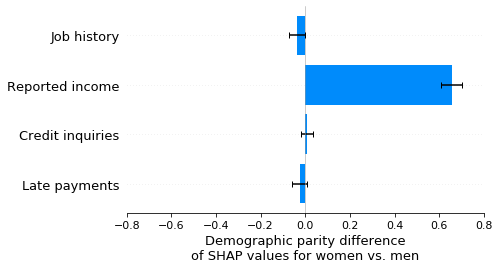 Job history
Reported income
Credit inquiries
Late payments
−0.8 −0.6 −0.4 −0.2 0.0 0.2 0.4 0.6 0.8
Demographic parity difference
of SHAP values for women vs. men